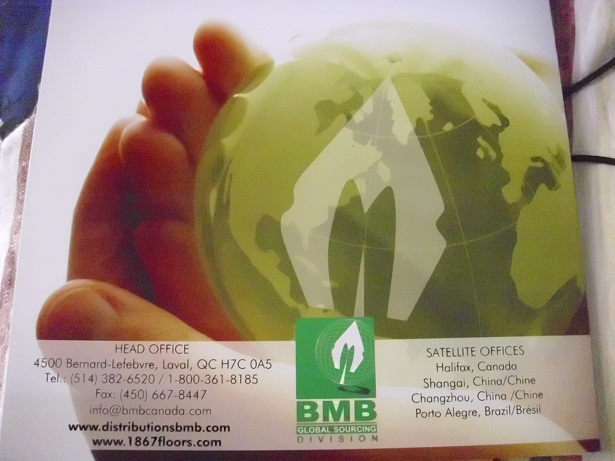 HEAD OFFICE
4500 Bernard-Lefebvre, Laval, QC H7C 0A5
Tel.: (514) 382-6520 / 1-800-361-8185
Fax: (450) 667-8447
info@bmbcanada.com
www.distributionsbmb.com
www.1867floors.com
BMB
GLOBAL SOURCING
DIVISION
SATELLITE OFFICES
Halifax, Canada
Shangai, China/Chine
Changzhou, China /Chine
Porto Alegre, Brazil/Brésil